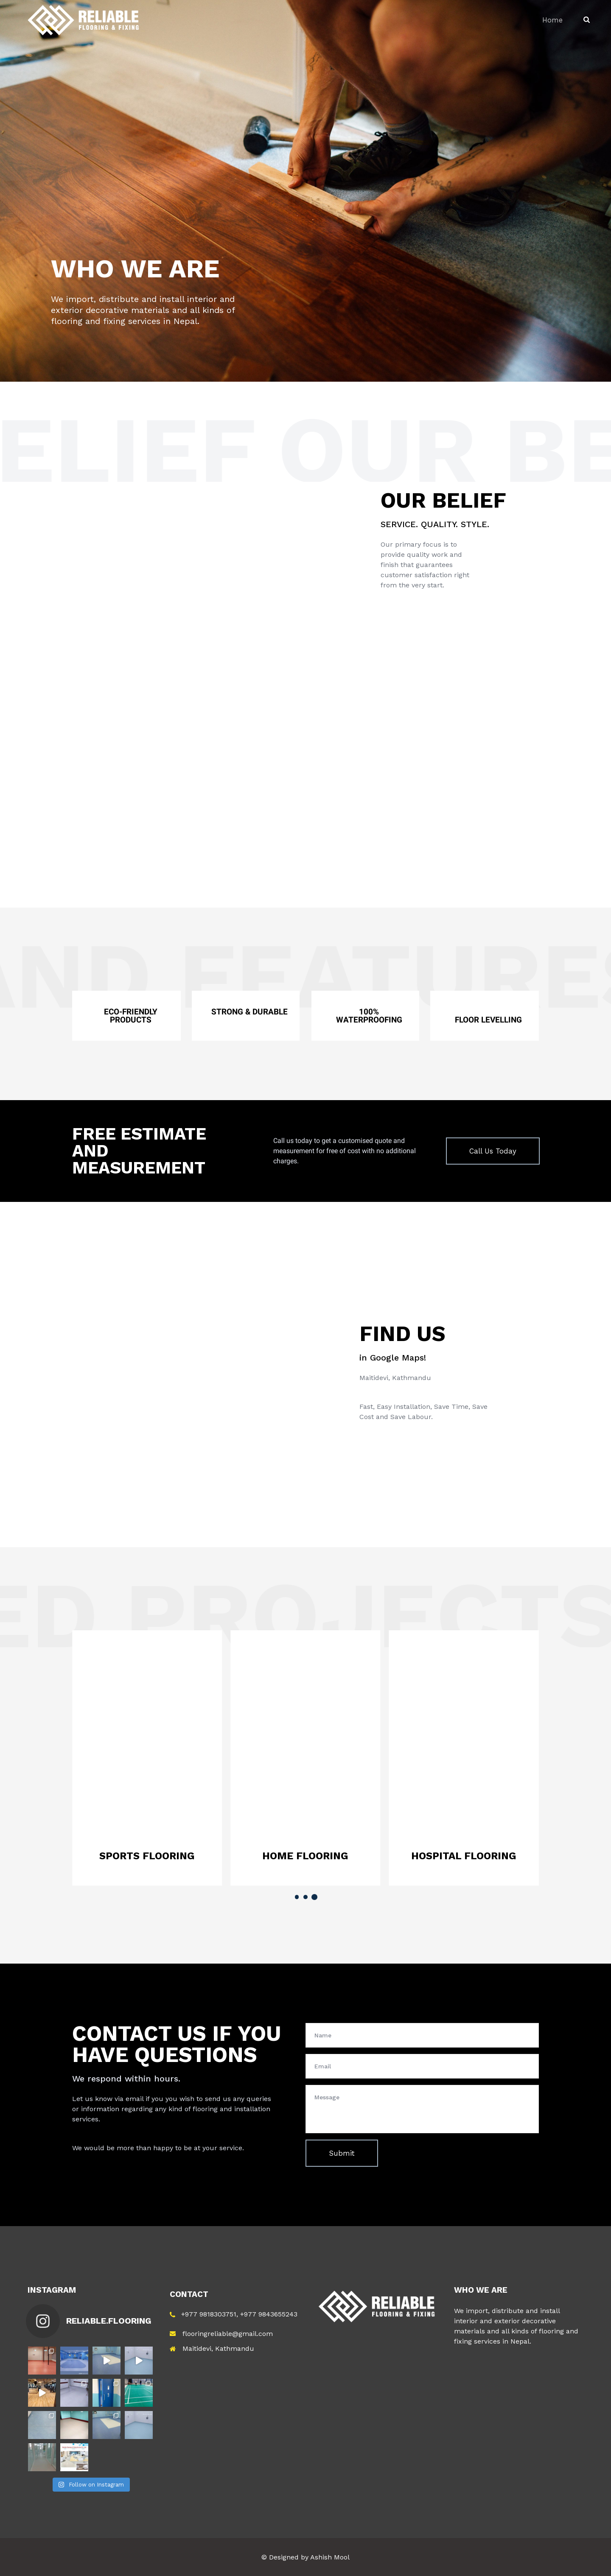 RELIABLE
FLOORING & FIXING
Home
WHO WE ARE
We import, distribute and install interior and
exterior decorative materials and all kinds of
flooring and fixing services in Nepal.
ELIEF OUR BE
OUR BELIEF
SERVICE. QUALITY. STYLE.
Our primary focus is to
provide quality work and
finish that guarantees
customer satisfaction right
from the very start.
AND FEATURES
ECO-FRIENDLY
PRODUCTS
STRONG & DURABLE
100%
WATERPROOFING
FLOOR LEVELLING
FREE ESTIMATE
AND
MEASUREMENT
Call us today to get a customised quote and
measurement for free of cost with no additional
charges.
Call Us Today
FIND US
in Google Maps!
Maitidevi, Kathmandu
Fast, Easy Installation, Save Time, Save
Cost and Save Labour.
ED PROJECTS
SPORTS FLOORING
HOME FLOORING
HOSPITAL FLOORING
CONTACT US IF YOU
HAVE QUESTIONS
We respond within hours.
Let us know via email if you you wish to send us any queries
or information regarding any kind of flooring and installation
services.
We would be more than happy to be at your service.
Name
Email
Message
Submit
INSTAGRAM
RELIABLE.FLOORING
Follow on Instagram
CONTACT
+977 9818303751, +977 9843655243
flooringreliable@gmail.com
Maitidevi, Kathmandu
RELIABLE
FLOORING & FIXING
WHO WE ARE
We import, distribute and install
interior and exterior decorative
materials and all kinds of flooring and
fixing services in Nepal.
© Designed by Ashish Mool